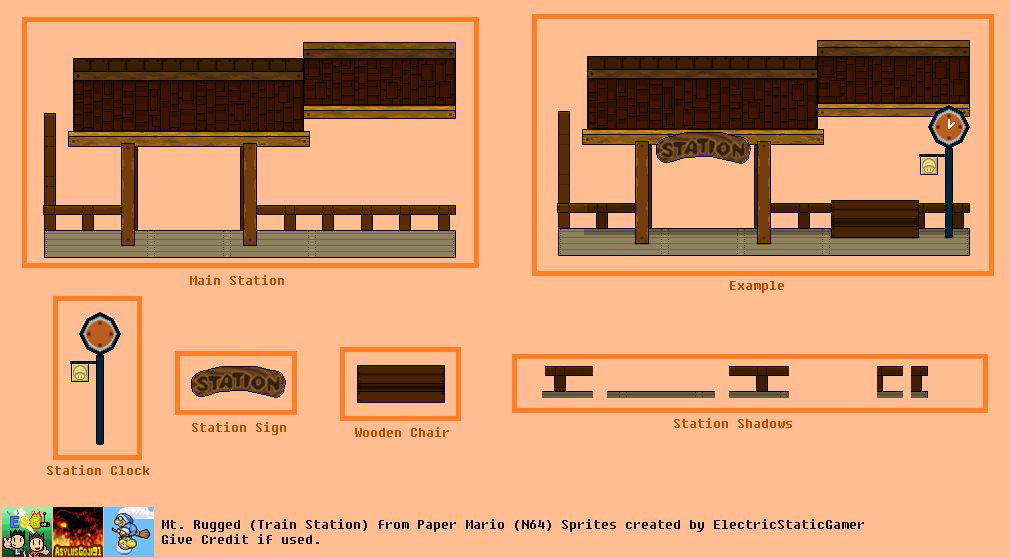 STATION
Main Station
Example
STATION
Station Sign
Wooden Chair
Station Shadows
Station Clock
ESG
ASYLUSGOJI91
Mt. Rugged (Train Station) from Paper Mario (N64) Sprites created by ElectricStaticGamer
Give Credit if used.